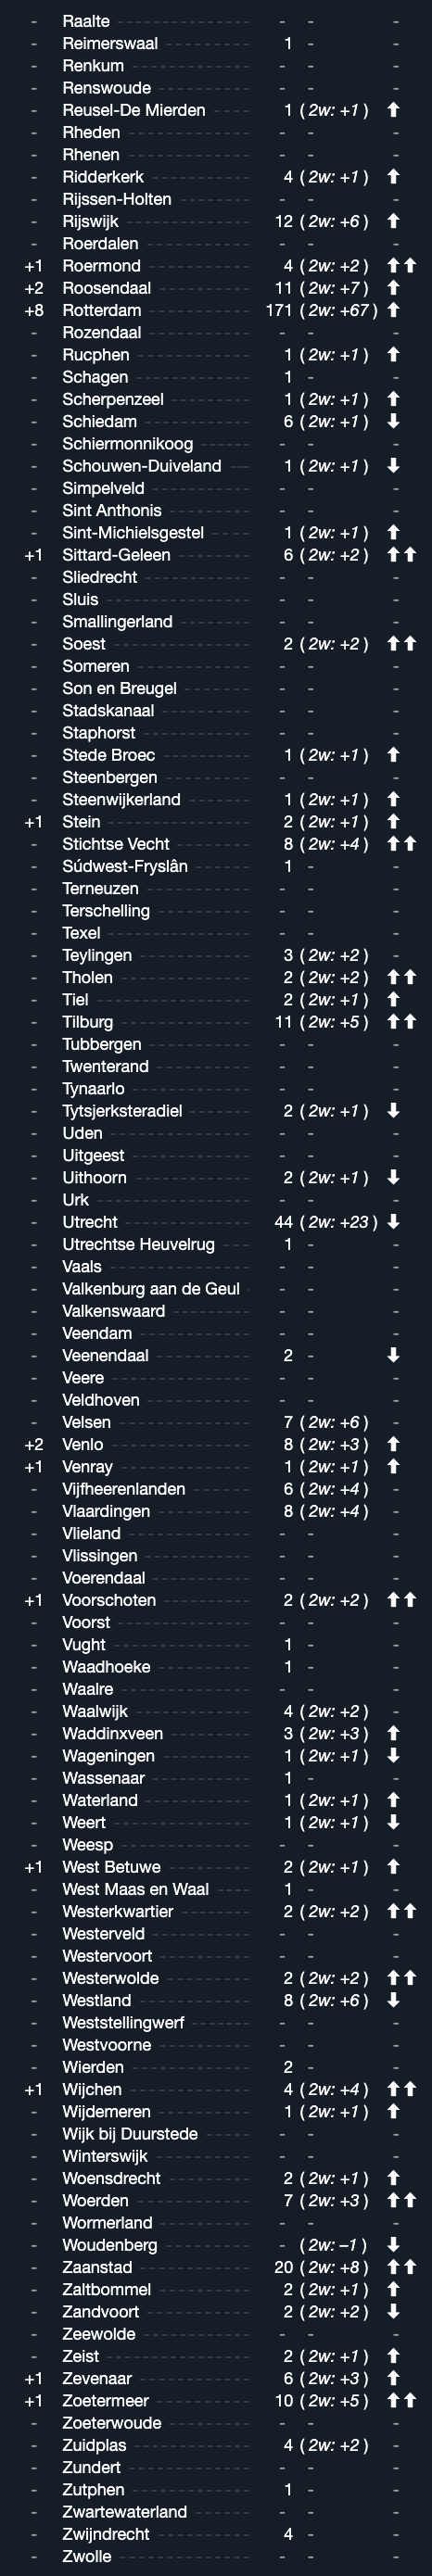 - Raalte - - -
- Reimerswaal 1 - -
- Renkum - - -
- Renswoude - - -
- Reusel-De Mierden 1 ( 2w: +1 ) ⬆
- Rheden - - -
- Rhenen - - -
- Ridderkerk 4 ( 2w: +1 ) ⬆
- Rijssen-Holten - - -
- Rijswijk 12 ( 2w: +6 ) ⬆
- Roerdalen - - -
+1 Roermond 4 ( 2w: +2 ) ⬆⬆
+2 Roosendaal 11 ( 2w: +7 ) ⬆
+8 Rotterdam 171 ( 2w: +67 ) ⬆
- Rozendaal - - -
- Rucphen 1 ( 2w: +1 ) ⬆
- Schagen 1 - -
- Scherpenzeel 1 ( 2w: +1 ) ⬆
- Schiedam 6 ( 2w: +1 ) ⬇
- Schiermonnikoog - - -
- Schouwen-Duiveland 1 ( 2w: +1 ) ⬇
- Simpelveld - - -
- Sint Anthonis - - -
- Sint-Michielsgestel 1 ( 2w: +1 ) ⬆
+1 Sittard-Geleen 6 ( 2w: +2 ) ⬆⬆
- Sliedrecht - - -
- Sluis - - -
- Smallingerland - - -
- Soest 2 ( 2w: +2 ) ⬆⬆
- Someren - - -
- Son en Breugel - - -
- Stadskanaal - - -
- Staphorst - - -
- Stede Broec 1 ( 2w: +1 ) ⬆
- Steenbergen - - -
- Steenwijkerland 1 ( 2w: +1 ) ⬆
+1 Stein 2 ( 2w: +1 ) ⬆
- Stichtse Vecht 8 ( 2w: +4 ) ⬆⬆
- Súdwest-Fryslân 1 - -
- Terneuzen - - -
- Terschelling - - -
- Texel - - -
- Teylingen 3 ( 2w: +2 ) -
- Tholen 2 ( 2w: +2 ) ⬆⬆
- Tiel 2 ( 2w: +1 ) ⬆
- Tilburg 11 ( 2w: +5 ) ⬆⬆
- Tubbergen - - -
- Twenterand - - -
- Tynaarlo - - -
- Tytsjerksteradiel 2 ( 2w: +1 ) ⬇
- Uden - - -
- Uitgeest - - -
- Uithoorn 2 ( 2w: +1 ) ⬇
- Urk - - -
- Utrecht 44 ( 2w: +23 ) ⬇
- Utrechtse Heuvelrug 1 - -
- Vaals - - -
- Valkenburg aan de Geul - - -
- Valkenswaard - - -
- Veendam - - -
- Veenendaal 2 - ⬇
- Veere - - -
- Veldhoven - - -
- Velsen 7 ( 2w: +6 ) -
+2 Venlo 8 ( 2w: +3 ) ⬆
+1 Venray 1 ( 2w: +1 ) ⬆
- Vijfheerenlanden 6 ( 2w: +4 ) -
- Vlaardingen 8 ( 2w: +4 ) -
- Vlieland - - -
- Vlissingen - - -
- Voerendaal - - -
+1 Voorschoten 2 ( 2w: +2 ) ⬆⬆
- Voorst - - -
- Vught 1 - -
- Waadhoeke 1 - -
- Waalre - - -
- Waalwijk 4 ( 2w: +2 ) -
- Waddinxveen 3 ( 2w: +3 ) ⬆
- Wageningen 1 ( 2w: +1 ) ⬇
- Wassenaar 1 - -
- Waterland 1 ( 2w: +1 ) ⬆
- Weert 1 ( 2w: +1 ) ⬇
- Weesp - - -
+1 West Betuwe 2 ( 2w: +1 ) ⬆
- West Maas en Waal 1 - -
- Westerkwartier 2 ( 2w: +2 ) ⬆⬆
- Westerveld - - -
- Westervoort - - -
- Westerwolde 2 ( 2w: +2 ) ⬆⬆
- Westland 8 ( 2w: +6 ) ⬇
- Weststellingwerf - - -
- Westvoorne - - -
- Wierden 2 - -
+1 Wijchen 4 ( 2w: +4 ) ⬆⬆
- Wijdemeren 1 ( 2w: +1 ) ⬆
- Wijk bij Duurstede - - -
- Winterswijk - - -
- Woensdrecht 2 ( 2w: +1 ) ⬆
- Woerden 7 ( 2w: +3 ) ⬆⬆
- Wormerland - - -
- Woudenberg - ( 2w: –1 ) ⬇
- Zaanstad 20 ( 2w: +8 ) ⬆⬆
- Zaltbommel 2 ( 2w: +1 ) ⬆
- Zandvoort 2 ( 2w: +2 ) ⬇
- Zeewolde - - -
- Zeist 2 ( 2w: +1 ) ⬆
+1 Zevenaar 6 ( 2w: +3 ) ⬆
+1 Zoetermeer 10 ( 2w: +5 ) ⬆⬆
- Zoeterwoude - - -
- Zuidplas 4 ( 2w: +2 ) -
- Zundert - - -
- Zutphen 1 - -
- Zwartewaterland - - -
- Zwijndrecht 4 - -
- Zwolle - - -